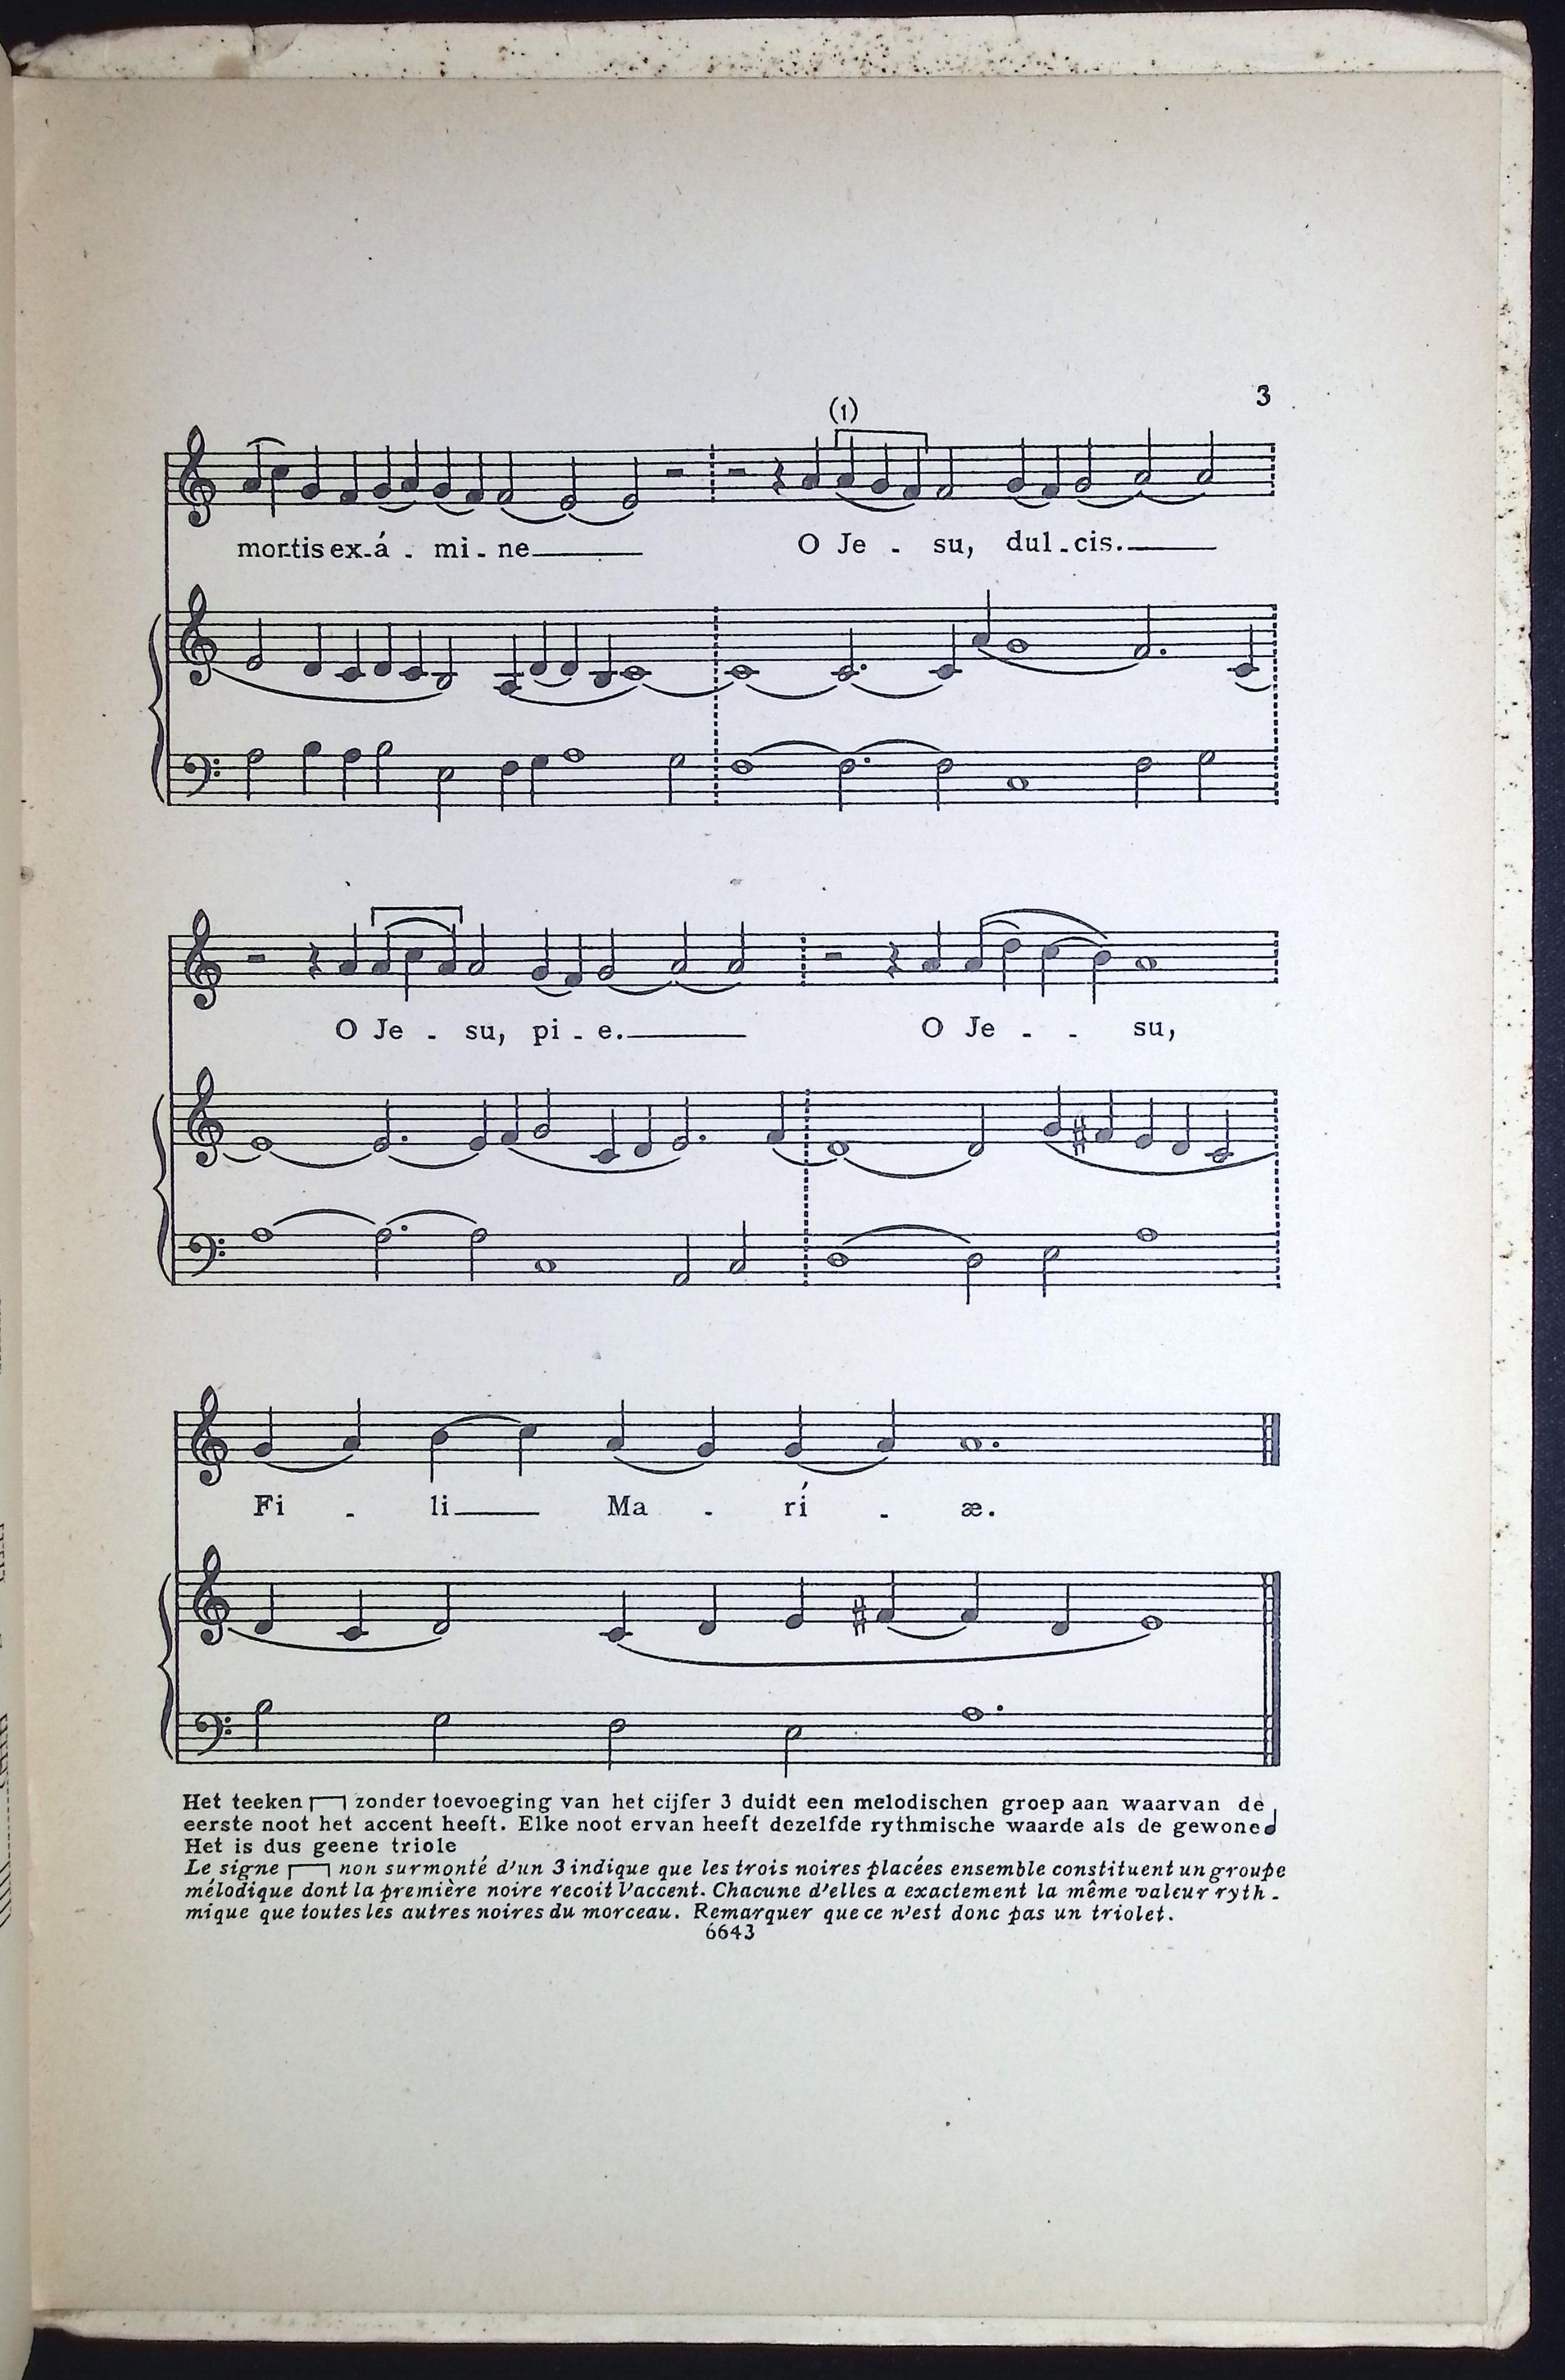 3
(1)
mortis ex-á - mi - ne O Je - su, dul - cis.
O Je - su, pi - e. O Je - - su,
Fi - li Ma - rí - æ.
Het teeken ┌─┐ zonder toevoeging van het cijfer 3 duidt een melodischen groep aan waarvan de
eerste noot het accent heeft. Elke noot ervan heeft dezelfde rythmische waarde als de gewone ♩
Het is dus geene triole
Le signe ┌─┐ non surmonté d'un 3 indique que les trois noires placées ensemble constituent un groupe
mélodique dont la première noire recoit l'accent. Chacune d'elles a exactement la même valeur ryth-
mique que toutes les autres noires du morceau. Remarquer que ce n'est donc pas un triolet.
6643